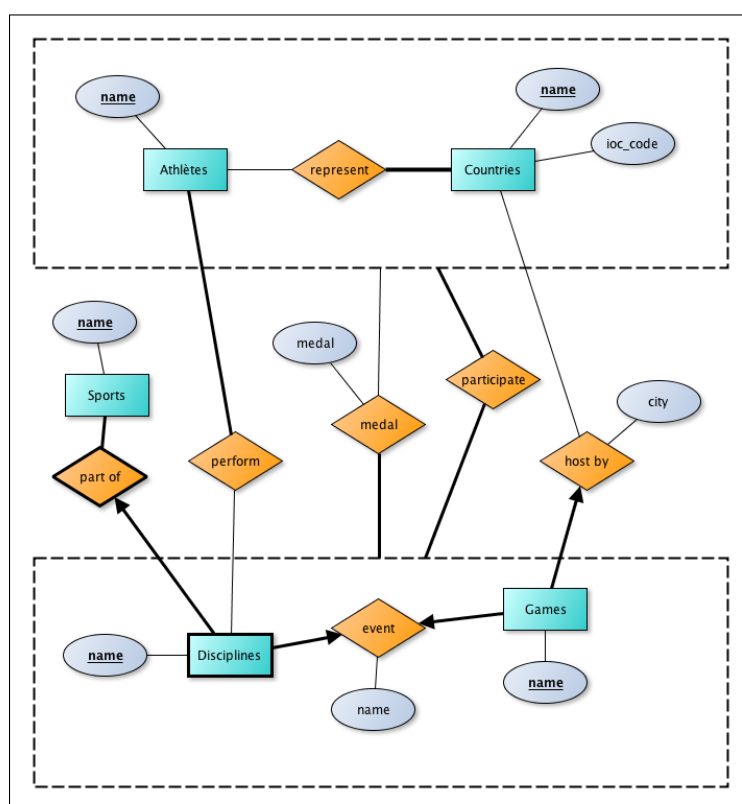 name
name
ioc_code
Athlètes
represent
Countries
name
medal
participate
Sports
city
medal
part of
perform
host by
Games
event
name
Disciplines
name
name